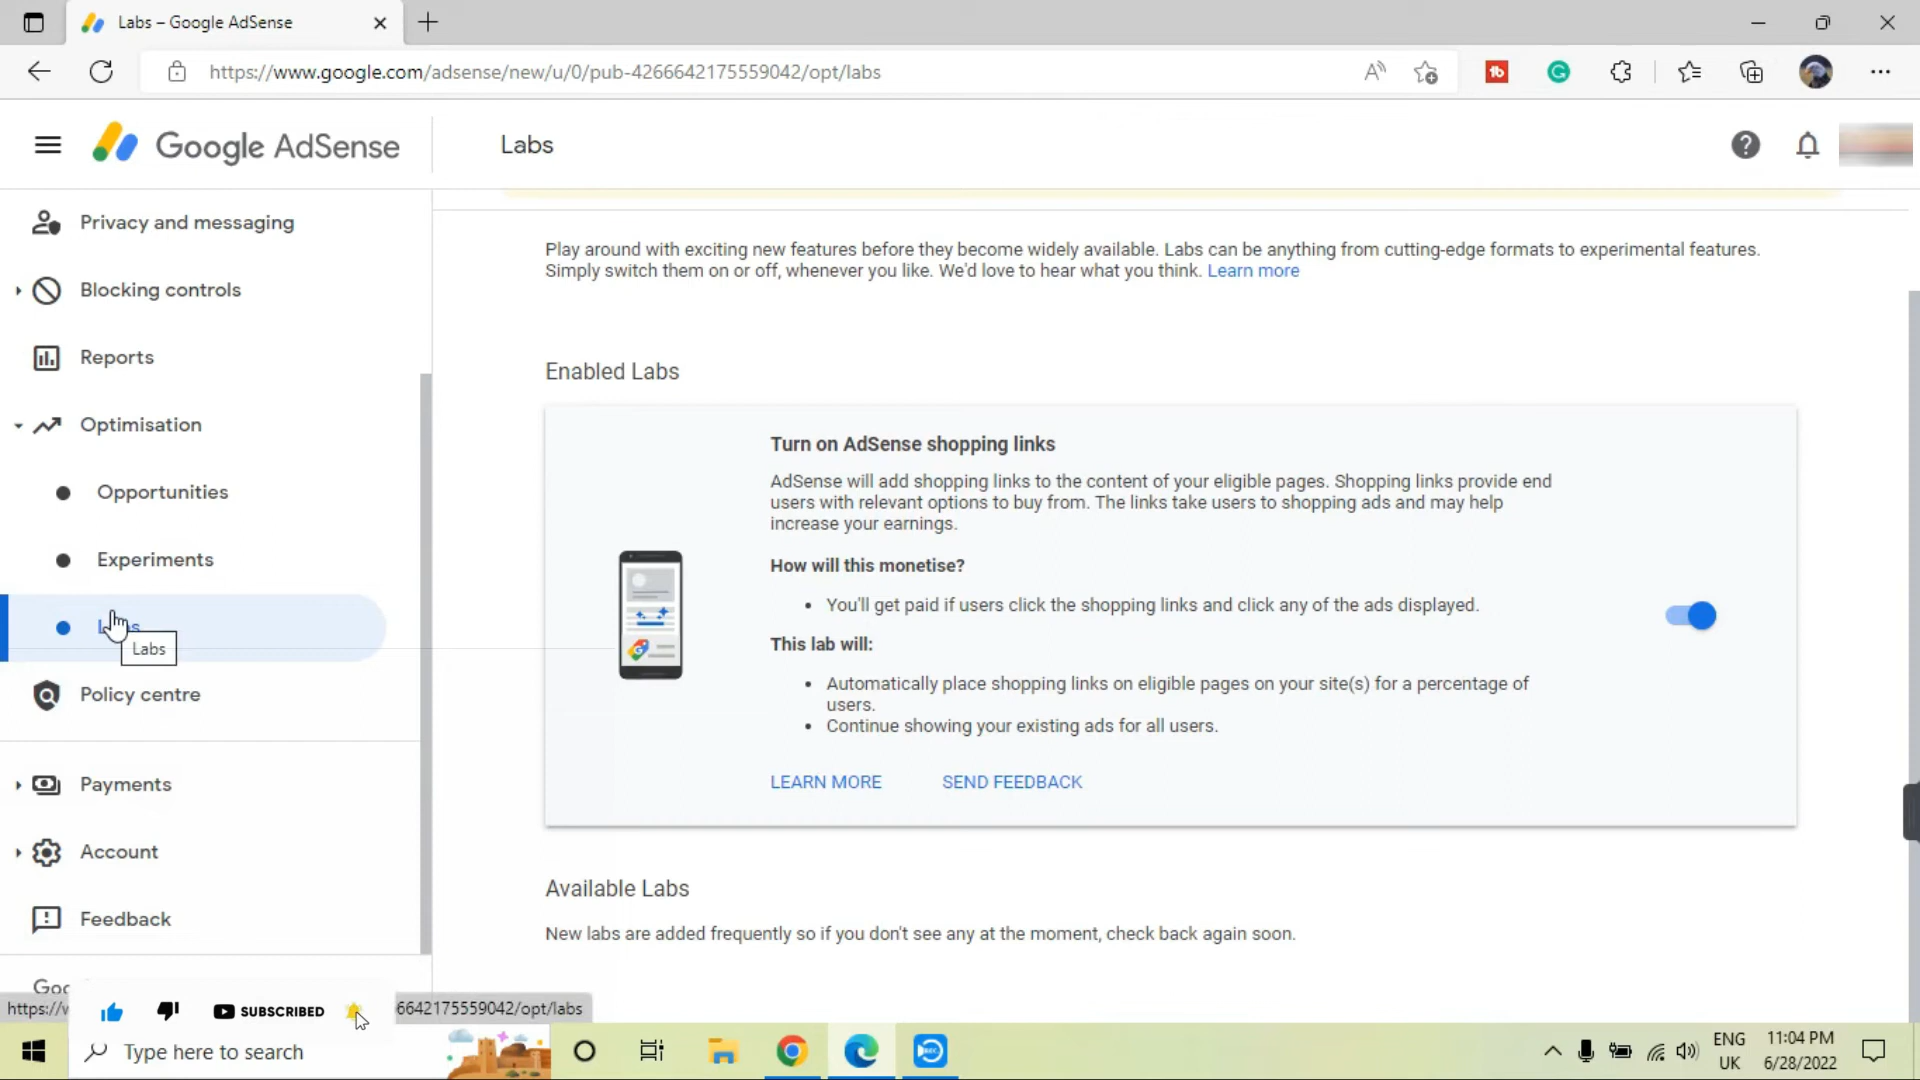 Labs – Google AdSense
https://www.google.com/adsense/new/u/0/pub-4266642175559042/opt/labs
Google AdSense
Labs
Privacy and messaging
Blocking controls
Reports
Optimisation
Opportunities
Experiments
Labs
Policy centre
Payments
Account
Feedback
Play around with exciting new features before they become widely available. Labs can be anything from cutting-edge formats to experimental features.
Simply switch them on or off, whenever you like. We'd love to hear what you think. Learn more
Enabled Labs
Turn on AdSense shopping links
AdSense will add shopping links to the content of your eligible pages. Shopping links provide end
users with relevant options to buy from. The links take users to shopping ads and may help
increase your earnings.
How will this monetise?
• You'll get paid if users click the shopping links and click any of the ads displayed.
This lab will:
• Automatically place shopping links on eligible pages on your site(s) for a percentage of
users.
• Continue showing your existing ads for all users.
LEARN MORE SEND FEEDBACK
Available Labs
New labs are added frequently so if you don't see any at the moment, check back again soon.
SUBSCRIBED
6642175559042/opt/labs
Type here to search
REC
ENG
UK
11:04 PM
6/28/2022